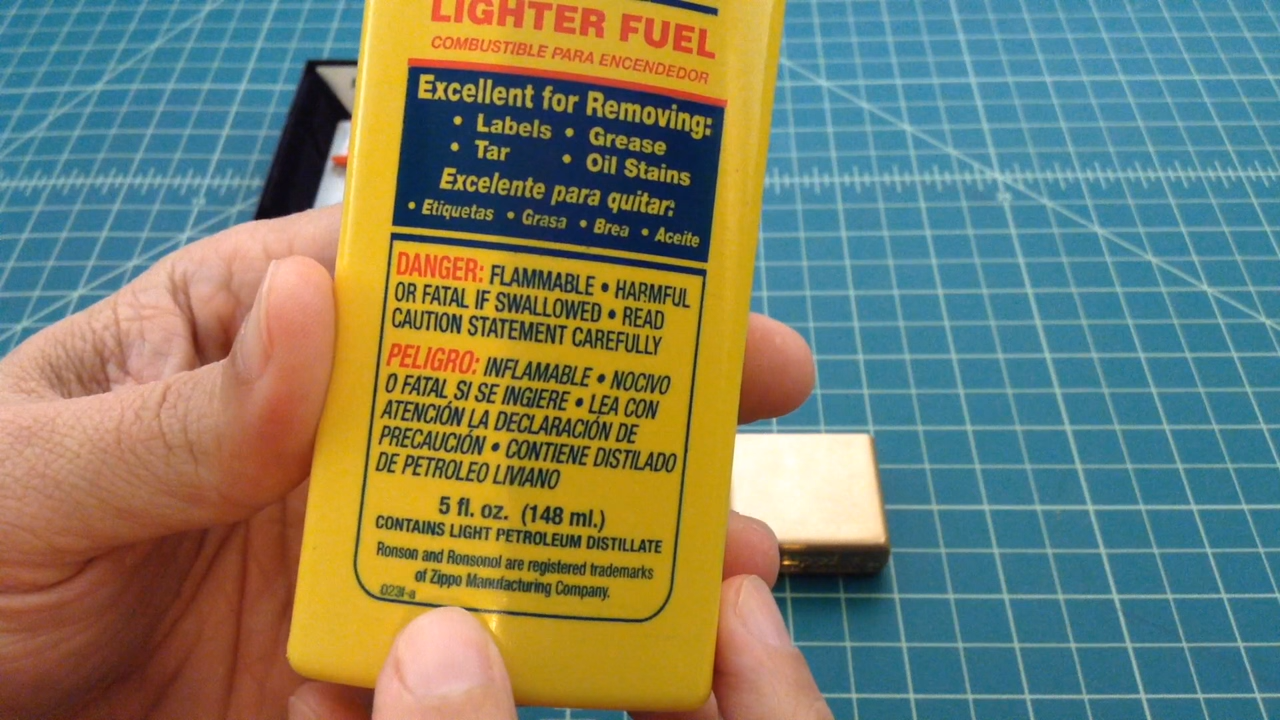 LIGHTER FUEL
COMBUSTIBLE PARA ENCENDEDOR
Excellent for Removing:
• Labels • Grease
• Tar • Oil Stains
Excelente para quitar:
• Etiquetas • Grasa • Brea • Aceite
DANGER: FLAMMABLE • HARMFUL
OR FATAL IF SWALLOWED • READ
CAUTION STATEMENT CAREFULLY
PELIGRO: INFLAMABLE • NOCIVO
O FATAL SI SE INGIERE • LEA CON
ATENCIÓN LA DECLARACIÓN DE
PRECAUCIÓN • CONTIENE DISTILADO
DE PETROLEO LIVIANO
5 fl. oz. (148 ml.)
CONTAINS LIGHT PETROLEUM DISTILLATE
Ronson and Ronsonol are registered trademarks
of Zippo Manufacturing Company.